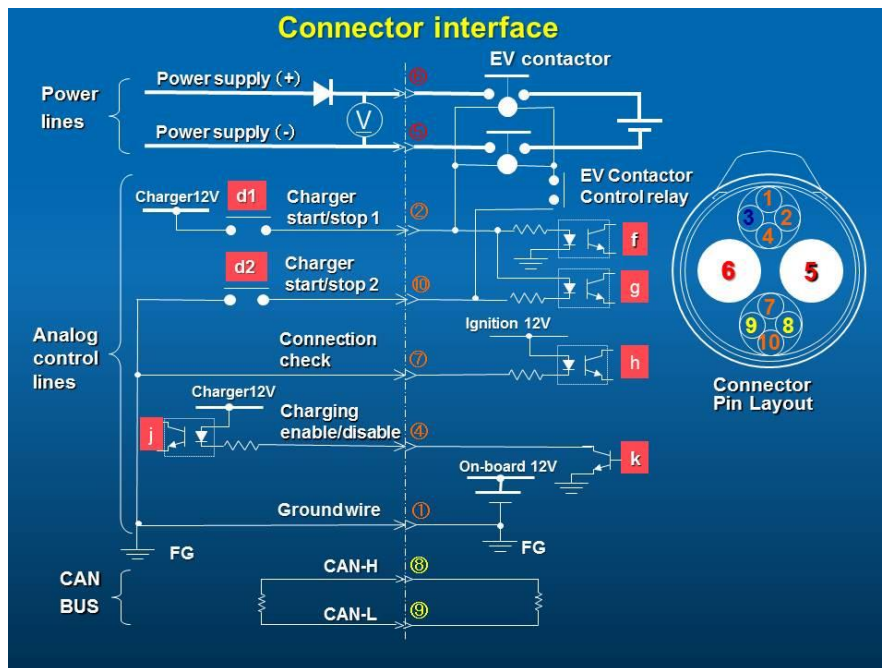 Connector interface
EV contactor
Power supply (+)
⑥
Power
lines
V
Power supply (-)
⑤
EV Contactor
Control relay
Charger12V
d1
Charger
start/stop 1
②
f
d2
Charger
start/stop 2
⑩
g
Analog
control
lines
Ignition 12V
Connection
check
⑦
h
Charger12V
j
Charging
enable/disable
④
k
On-board 12V
Ground wire
①
FG
FG
CAN
BUS
CAN-H
⑧
CAN-L
⑨
1
3
2
4
6
5
7
9
8
10
Connector
Pin Layout